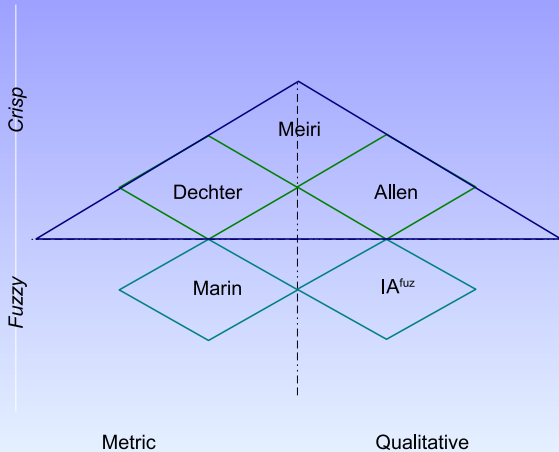 Crisp
Meiri
Dechter
Allen
Fuzzy
Marin
IAfuz
Metric
Qualitative